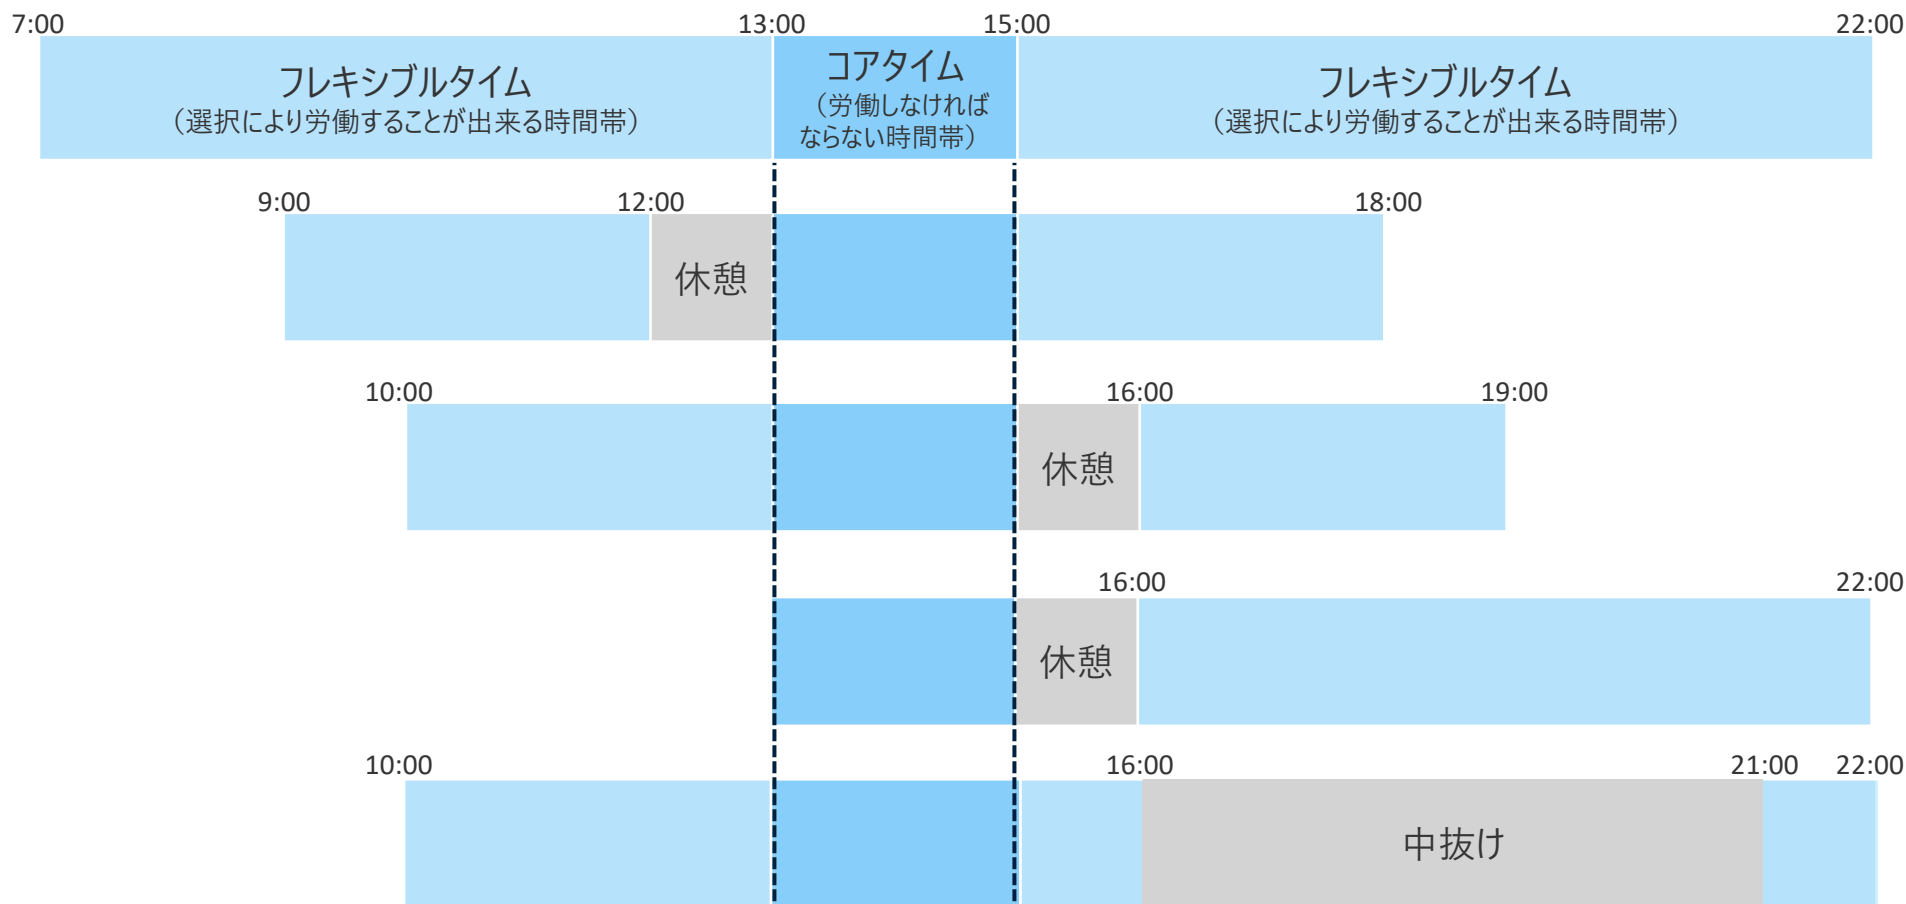 7:00 13:00 15:00 22:00
フレキシブルタイム
(選択により労働することが出来る時間帯)
コアタイム
(労働しなければ
ならない時間帯)
フレキシブルタイム
(選択により労働することが出来る時間帯)
9:00 12:00 18:00
休憩
10:00 16:00 19:00
休憩
16:00 22:00
休憩
10:00 16:00 21:00 22:00
中抜け